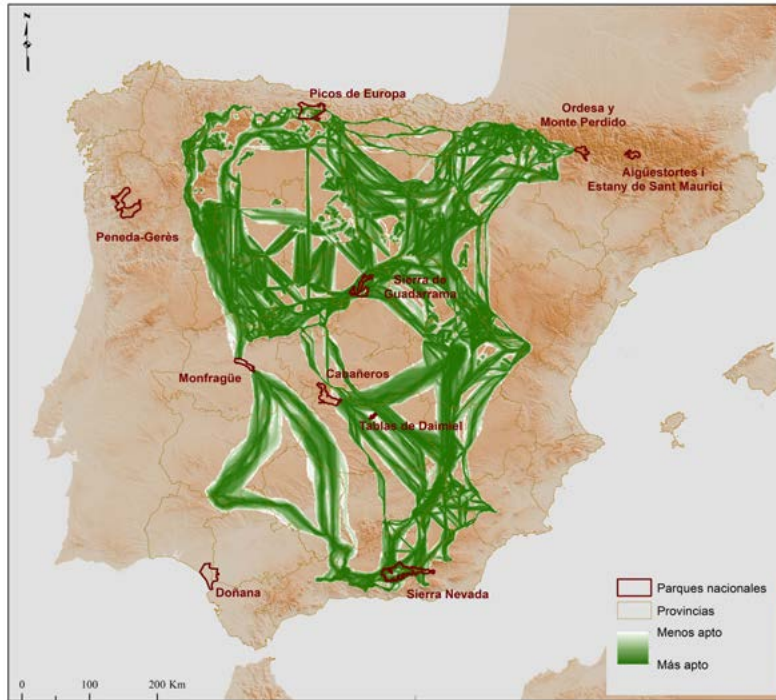 N
Picos de Europa
Ordesa y
Monte Perdido
Aigüestortes i
Estany de Sant Maurici
Peneda-Gerès
Sierra de
Guadarrama
Monfragüe
Cabañeros
Tablas de Daimiel
Doñana
Sierra Nevada
Parques nacionales
Provincias
Menos apto
Más apto
0 100 200 Km